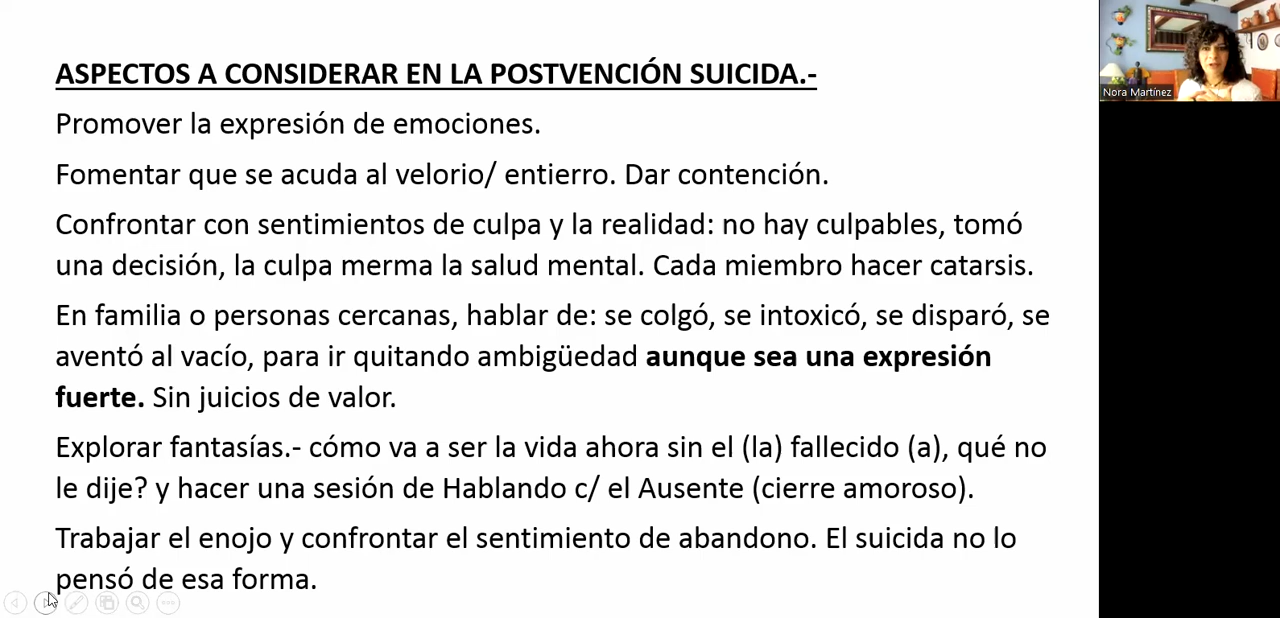 ASPECTOS A CONSIDERAR EN LA POSTVENCIÓN SUICIDA.-
Promover la expresión de emociones.
Fomentar que se acuda al velorio/ entierro. Dar contención.
Confrontar con sentimientos de culpa y la realidad: no hay culpables, tomó
una decisión, la culpa merma la salud mental. Cada miembro hacer catarsis.
En familia o personas cercanas, hablar de: se colgó, se intoxicó, se disparó, se
aventó al vacío, para ir quitando ambigüedad aunque sea una expresión
fuerte. Sin juicios de valor.
Explorar fantasías.- cómo va a ser la vida ahora sin el (la) fallecido (a), qué no
le dije? y hacer una sesión de Hablando c/ el Ausente (cierre amoroso).
Trabajar el enojo y confrontar el sentimiento de abandono. El suicida no lo
pensó de esa forma.
Nora Martínez